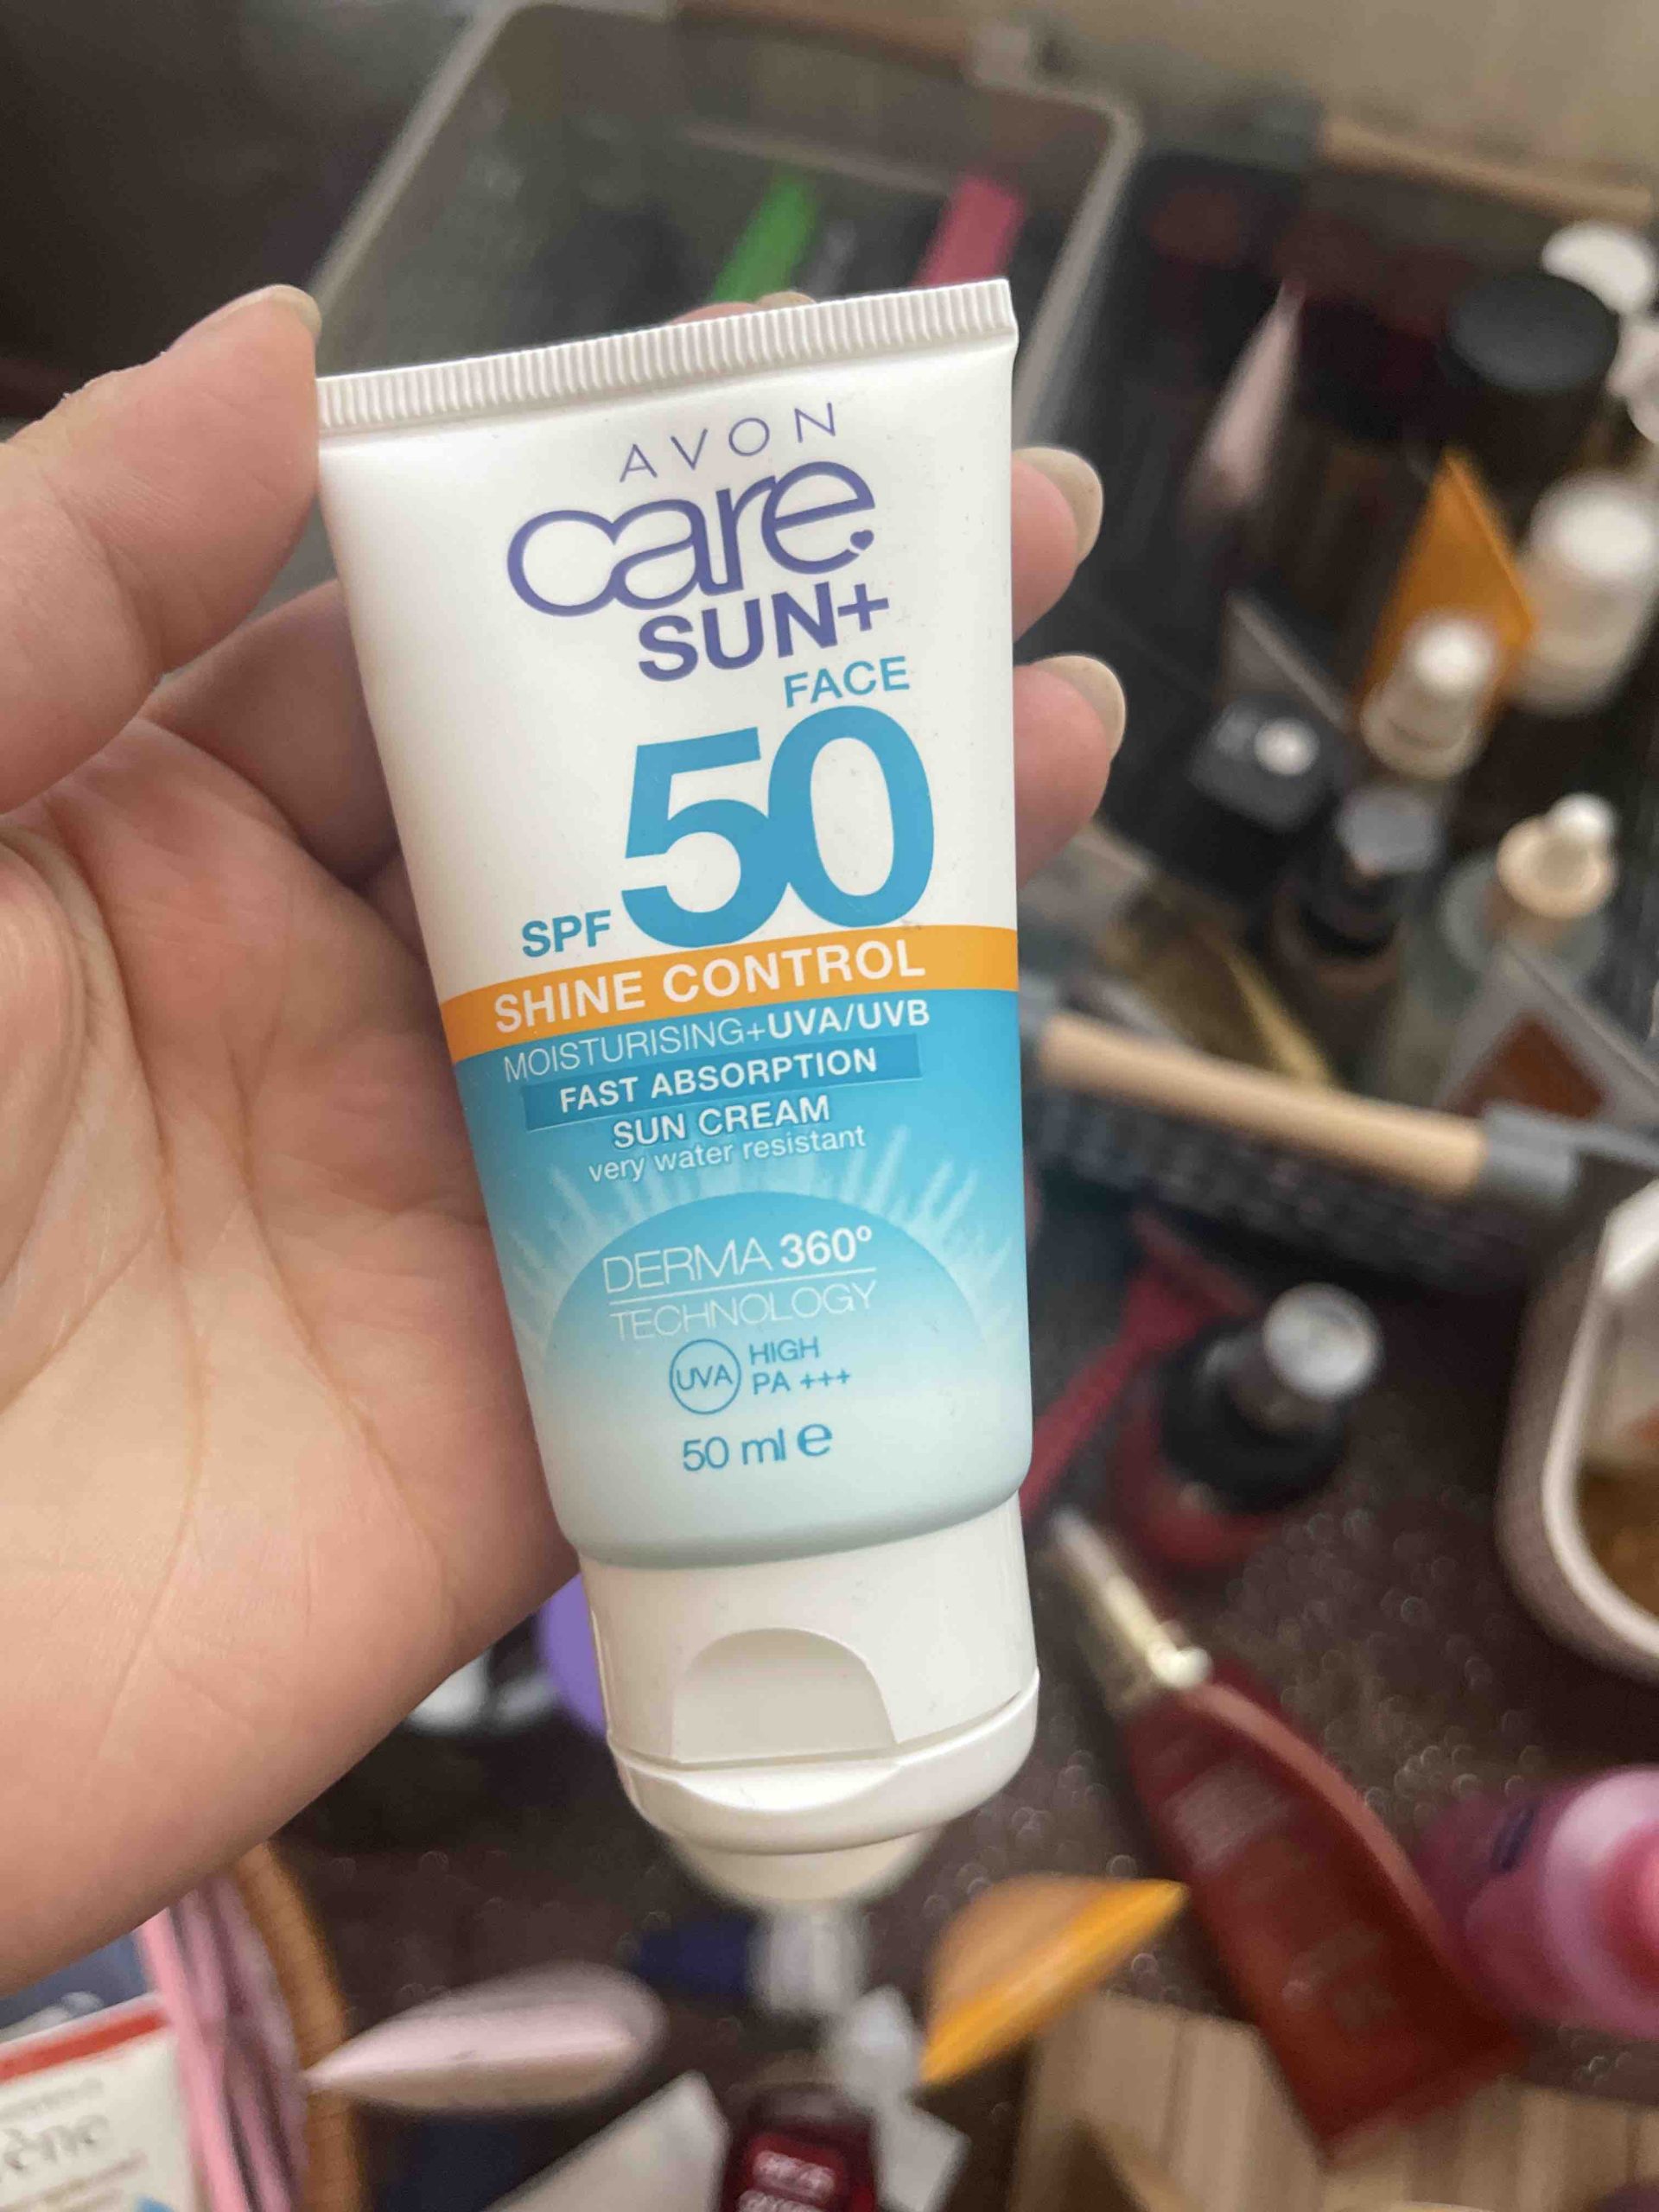 AVON
care
SUN+
FACE
SPF 50
SHINE CONTROL
MOISTURISING+UVA/UVB
FAST ABSORPTION
SUN CREAM
very water resistant
DERMA 360º
TECHNOLOGY
UVA HIGH
PA +++
50 ml e